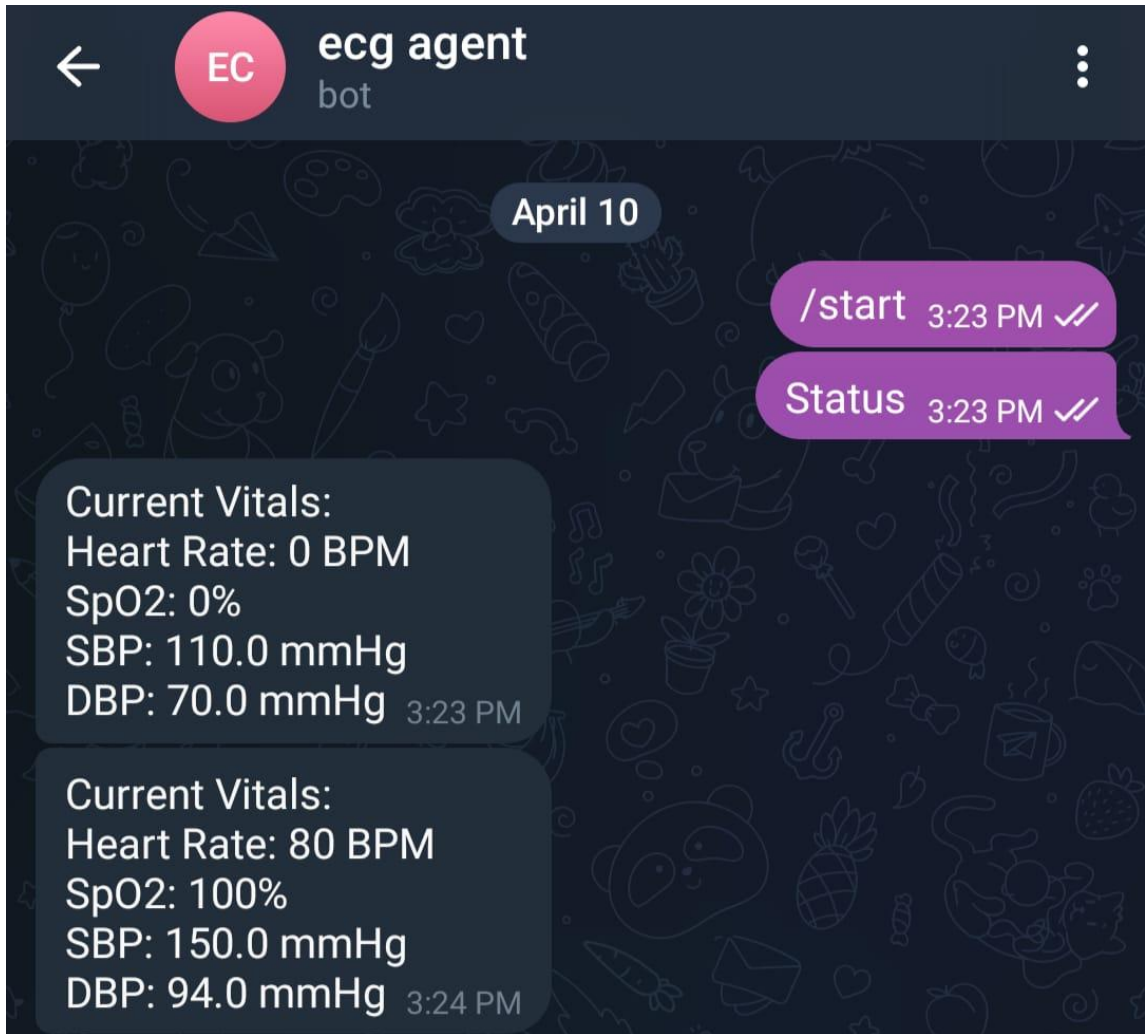 EC
ecg agent
bot
April 10
/start 3:23 PM
Status 3:23 PM
Current Vitals:
Heart Rate: 0 BPM
SpO2: 0%
SBP: 110.0 mmHg
DBP: 70.0 mmHg 3:23 PM
Current Vitals:
Heart Rate: 80 BPM
SpO2: 100%
SBP: 150.0 mmHg
DBP: 94.0 mmHg 3:24 PM